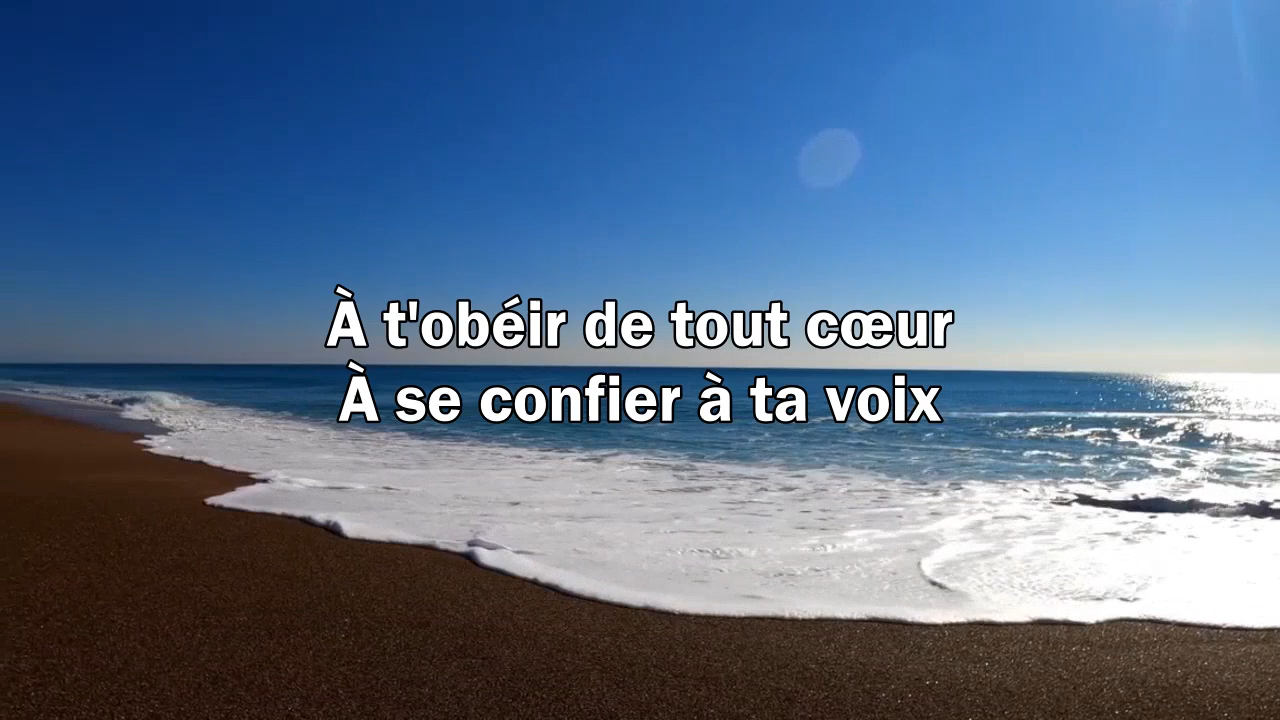 À t'obéir de tout cœur
À se confier à ta voix